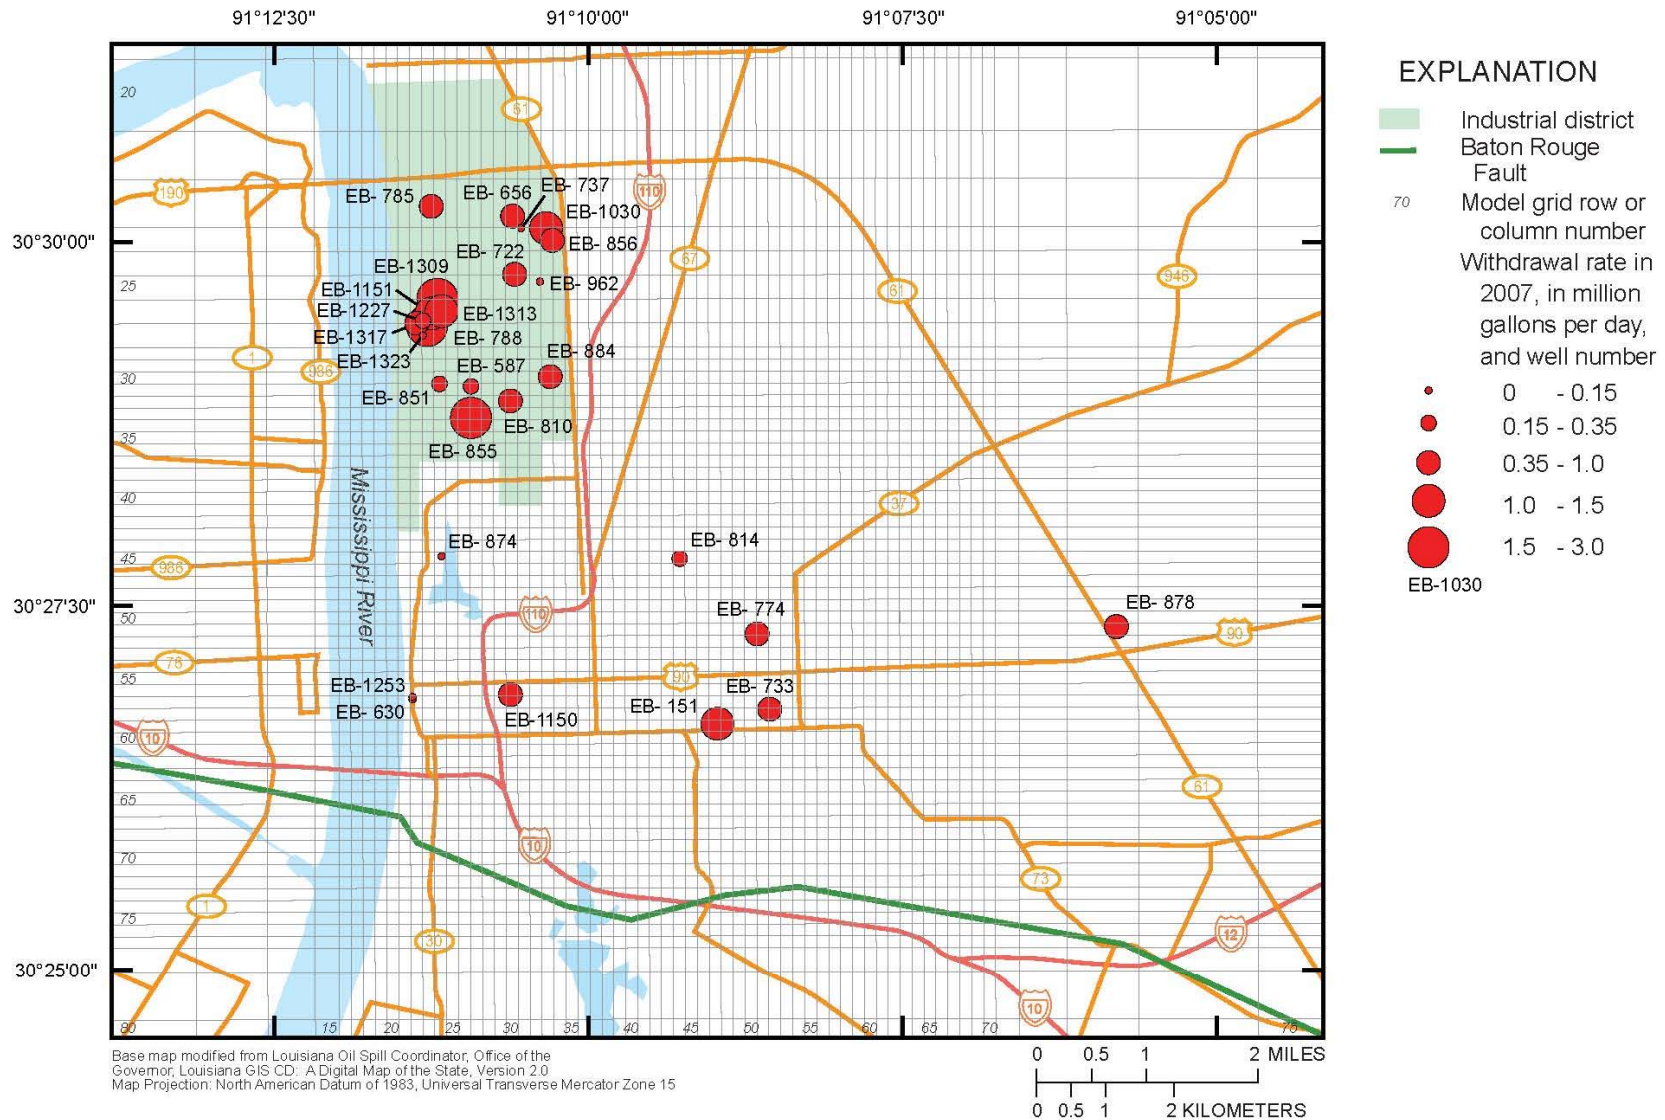 91°12'30"
91°10'00"
91°07'30"
91°05'00"
30°30'00"
30°27'30"
30°25'00"
20
25
30
35
40
45
50
55
60
65
70
75
80
15
20
25
30
35
40
45
50
55
60
65
70
75
61
190
110
67
61
946
1
986
37
986
110
76
90
90
10
61
10
73
1
30
12
10
EB- 785
EB- 656
EB- 737
EB-1030
EB- 856
EB- 722
EB- 962
EB-1309
EB-1151
EB-1227
EB-1313
EB-1317
EB- 788
EB-1323
EB- 587
EB- 884
EB- 851
EB- 810
EB- 855
EB- 874
EB- 814
EB- 774
EB- 878
EB-1253
EB- 630
EB-1150
EB- 151
EB- 733
Mississippi River
EXPLANATION
Industrial district
Baton Rouge
Fault
70
Model grid row or
column number
Withdrawal rate in
2007, in million
gallons per day,
and well number
0 - 0.15
0.15 - 0.35
0.35 - 1.0
1.0 - 1.5
1.5 - 3.0
EB-1030
Base map modified from Louisiana Oil Spill Coordinator, Office of the
Governor, Louisiana GIS CD: A Digital Map of the State, Version 2.0
Map Projection: North American Datum of 1983, Universal Transverse Mercator Zone 15
0 0.5 1 2 MILES
0 0.5 1 2 KILOMETERS